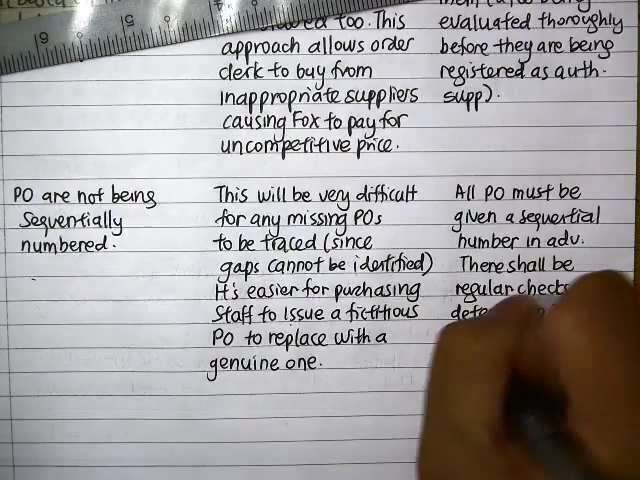 too. This
approach allows order
clerk to buy from
inappropriate suppliers
causing Fox to pay for
uncompetitive price.
evaluated thoroughly
before they are being
registered as auth.
supp).
PO are not being
Sequentially
numbered.
This will be very difficult
for any missing POs
to be traced (since
gaps cannot be identified)
It's easier for purchasing
Staff to issue a fictitious
PO to replace with a
genuine one.
All PO must be
given a sequential
number in adv.
There shall be
regular checks